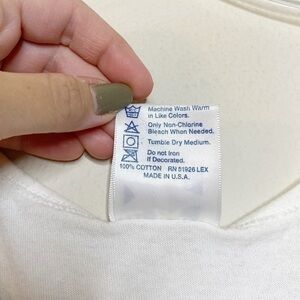 Machine Wash Warm
in Like Colors.
Only Non-Chlorine
Bleach When Needed.
Tumble Dry Medium.
Do not Iron
If Decorated.
100% COTTON RN 51926 LEX
MADE IN U.S.A.